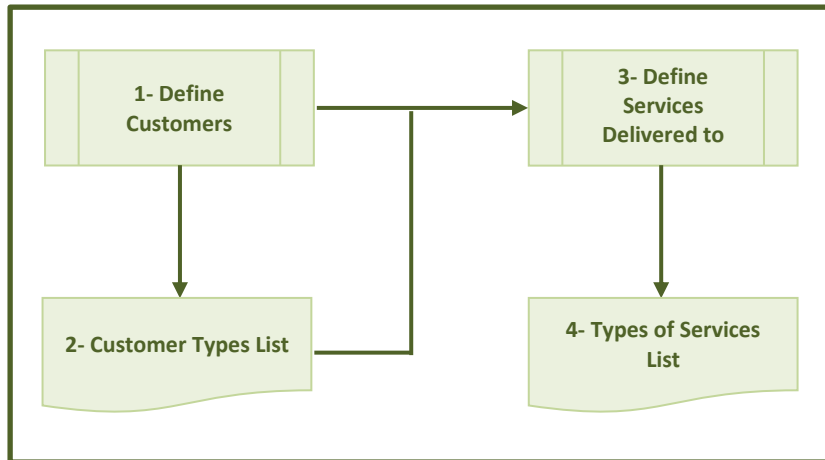 1- Define
Customers
3- Define
Services
Delivered to
2- Customer Types List
4- Types of Services
List